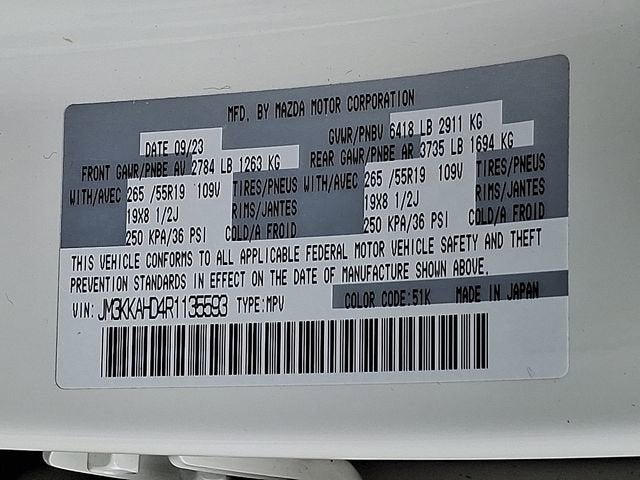 MFD. BY MAZDA MOTOR CORPORATION
DATE 09/23 GVWR/PNBV 6418 LB 2911 KG
FRONT GAWR/PNBE AV 2784 LB 1263 KG REAR GAWR/PNBE AR 3735 LB 1694 KG
WITH/AVEC 265 /55R19 109V TIRES/PNEUS WITH/AVEC 265 /55R19 109V TIRES/PNEUS
19X8 1/2J RIMS/JANTES 19X8 1/2J RIMS/JANTES
250 KPA/36 PSI COLD/A FROID 250 KPA/36 PSI COLD/A FROID
THIS VEHICLE CONFORMS TO ALL APPLICABLE FEDERAL MOTOR VEHICLE SAFETY AND THEFT
PREVENTION STANDARDS IN EFFECT ON THE DATE OF MANUFACTURE SHOWN ABOVE.
VIN: JM3KKAHD4R1135593 TYPE:MPV COLOR CODE:51K MADE IN JAPAN